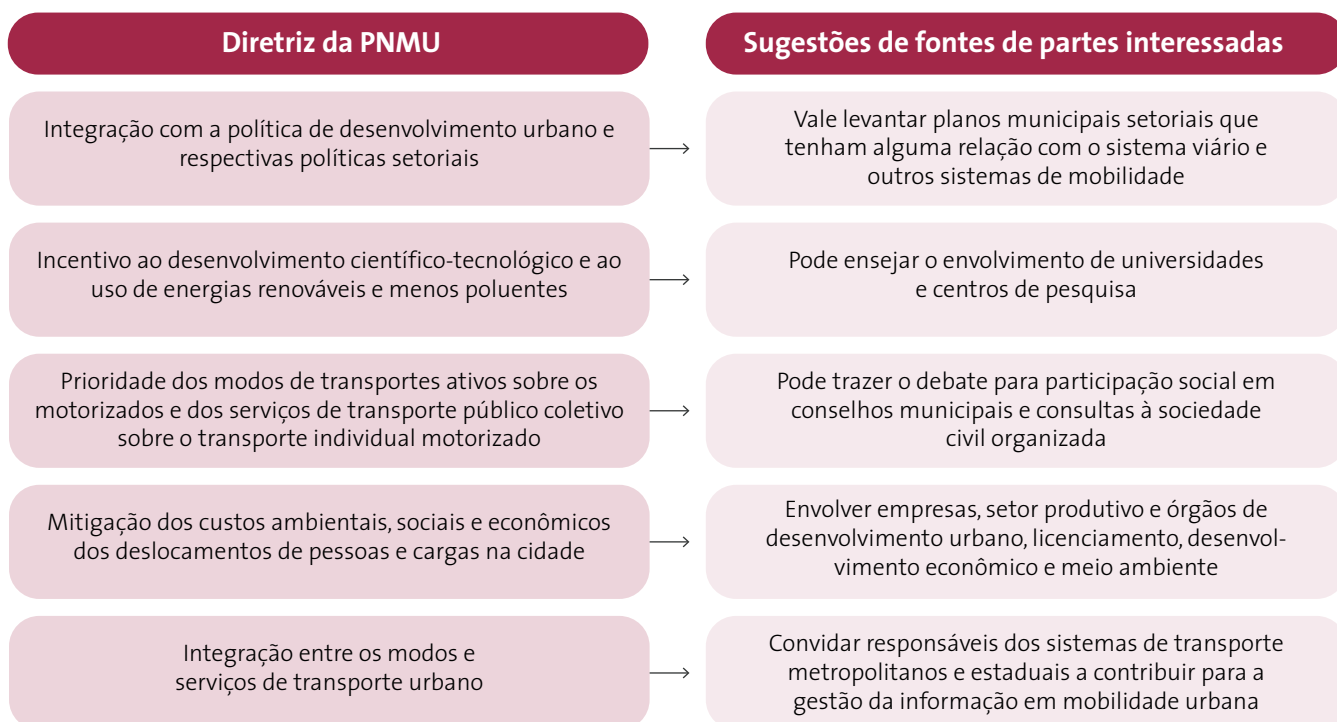 Diretriz da PNMU
Sugestões de fontes de partes interessadas
Integração com a política de desenvolvimento urbano e
respectivas políticas setoriais
Vale levantar planos municipais setoriais que
tenham alguma relação com o sistema viário e
outros sistemas de mobilidade
Incentivo ao desenvolvimento científico-tecnológico e ao
uso de energias renováveis e menos poluentes
Pode ensejar o envolvimento de universidades
e centros de pesquisa
Prioridade dos modos de transportes ativos sobre os
motorizados e dos serviços de transporte público coletivo
sobre o transporte individual motorizado
Pode trazer o debate para participação social em
conselhos municipais e consultas à sociedade
civil organizada
Mitigação dos custos ambientais, sociais e econômicos
dos deslocamentos de pessoas e cargas na cidade
Envolver empresas, setor produtivo e órgãos de
desenvolvimento urbano, licenciamento, desenvol-
vimento econômico e meio ambiente
Integração entre os modos e
serviços de transporte urbano
Convidar responsáveis dos sistemas de transporte
metropolitanos e estaduais a contribuir para a
gestão da informação em mobilidade urbana